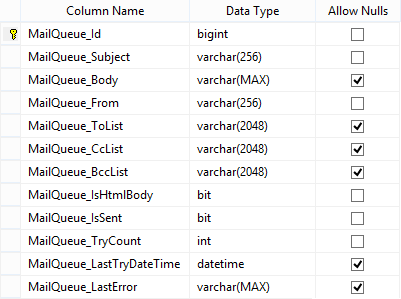 Column Name Data Type Allow Nulls
MailQueue_Id bigint
MailQueue_Subject varchar(256)
MailQueue_Body varchar(MAX)
MailQueue_From varchar(256)
MailQueue_ToList varchar(2048)
MailQueue_CcList varchar(2048)
MailQueue_BccList varchar(2048)
MailQueue_IsHtmlBody bit
MailQueue_IsSent bit
MailQueue_TryCount int
MailQueue_LastTryDateTime datetime
MailQueue_LastError varchar(MAX)